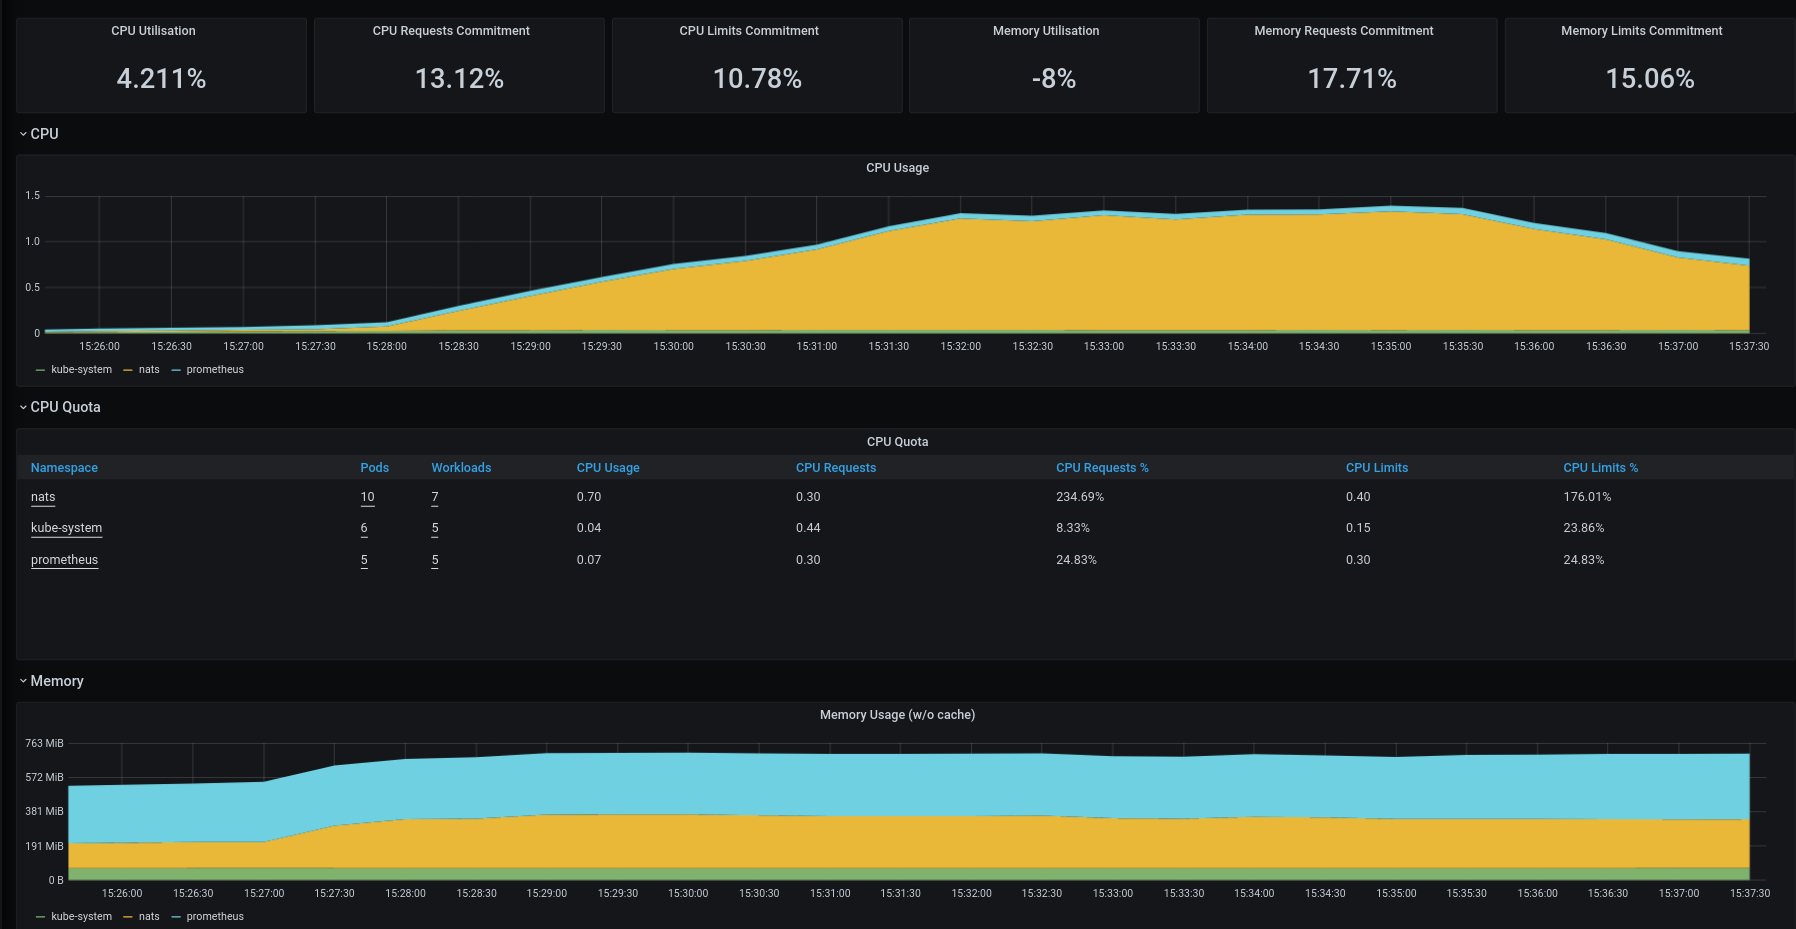 CPU Utilisation CPU Requests Commitment CPU Limits Commitment Memory Utilisation Memory Requests Commitment Memory Limits Commitment
4.211% 13.12% 10.78% -8% 17.71% 15.06%
CPU
CPU Usage
1.5
1.0
0.5
0
15:26:00 15:26:30 15:27:00 15:27:30 15:28:00 15:28:30 15:29:00 15:29:30 15:30:00 15:30:30 15:31:00 15:31:30 15:32:00 15:32:30 15:33:00 15:33:30 15:34:00 15:34:30 15:35:00 15:35:30 15:36:00 15:36:30 15:37:00 15:37:30
kube-system nats prometheus
CPU Quota
CPU Quota
Namespace Pods Workloads CPU Usage CPU Requests CPU Requests % CPU Limits CPU Limits %
nats 10 7 0.70 0.30 234.69% 0.40 176.01%
kube-system 6 5 0.04 0.44 8.33% 0.15 23.86%
prometheus 5 5 0.07 0.30 24.83% 0.30 24.83%
Memory
Memory Usage (w/o cache)
763 MiB
572 MiB
381 MiB
191 MiB
0 B
15:26:00 15:26:30 15:27:00 15:27:30 15:28:00 15:28:30 15:29:00 15:29:30 15:30:00 15:30:30 15:31:00 15:31:30 15:32:00 15:32:30 15:33:00 15:33:30 15:34:00 15:34:30 15:35:00 15:35:30 15:36:00 15:36:30 15:37:00 15:37:30
kube-system nats prometheus